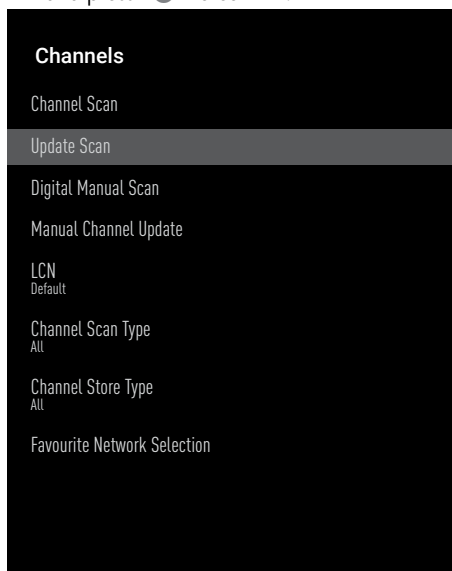 Channels
Channel Scan
Update Scan
Digital Manual Scan
Manual Channel Update
LCN
Default
Channel Scan Type
All
Channel Store Type
All
Favourite Network Selection